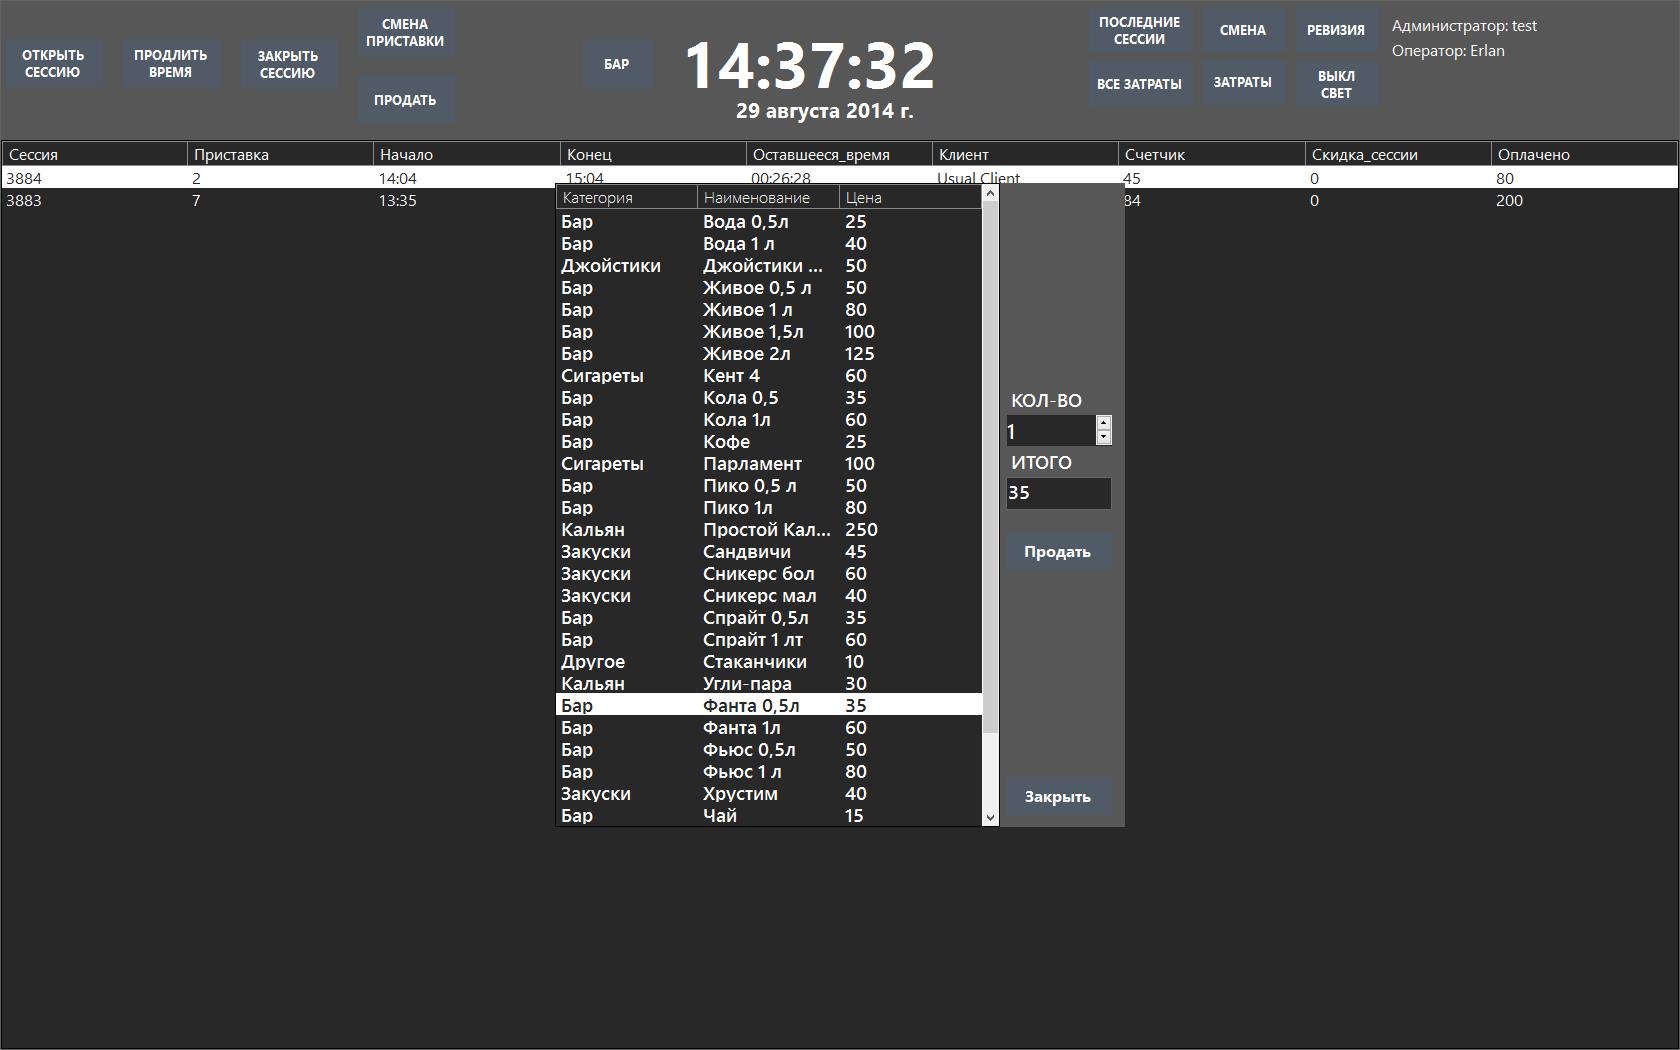 ОТКРЫТЬ
СЕССИЮ
ПРОДЛИТЬ
ВРЕМЯ
ЗАКРЫТЬ
СЕССИЮ
СМЕНА
ПРИСТАВКИ
ПРОДАТЬ
БАР
14:37:32
29 августа 2014 г.
ПОСЛЕДНИЕ
СЕССИИ
СМЕНА
РЕВИЗИЯ
ВСЕ ЗАТРАТЫ
ЗАТРАТЫ
ВЫКЛ
СВЕТ
Администратор: test
Оператор: Erlan
Сессия Приставка Начало Конец Оставшееся_время Клиент Счетчик Скидка_сессии Оплачено
3884 2 14:04 15:04 00:26:28 Usual Client 45 0 80
3883 7 13:35 84 0 200
Категория Наименование Цена
Бар Вода 0,5л 25
Бар Вода 1 л 40
Джойстики Джойстики ... 50
Бар Живое 0,5 л 50
Бар Живое 1 л 80
Бар Живое 1,5л 100
Бар Живое 2л 125
Сигареты Кент 4 60
Бар Кола 0,5 35
Бар Кола 1л 60
Бар Кофе 25
Сигареты Парламент 100
Бар Пико 0,5 л 50
Бар Пико 1л 80
Кальян Простой Кал... 250
Закуски Сандвичи 45
Закуски Сникерс бол 60
Закуски Сникерс мал 40
Бар Спрайт 0,5л 35
Бар Спрайт 1 лт 60
Другое Стаканчики 10
Кальян Угли-пара 30
Бар Фанта 0,5л 35
Бар Фанта 1л 60
Бар Фьюс 0,5л 50
Бар Фьюс 1 л 80
Закуски Хрустим 40
Бар Чай 15
КОЛ-ВО
1
ИТОГО
35
Продать
Закрыть